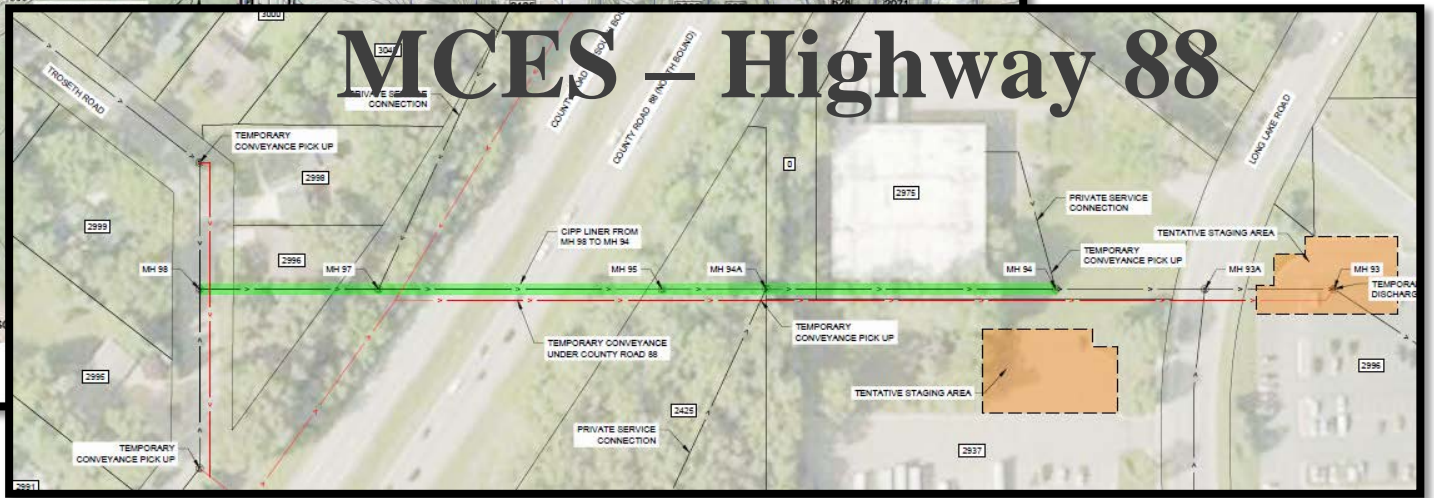 MCES – Highway 88
3000
TROSETH ROAD
PRIVATE SERVICE
CONNECTION
COUNTY ROAD 88 (NORTH BOUND)
LONG LAKE ROAD
TEMPORARY
CONVEYANCE PICK UP
2998
0
2975
PRIVATE SERVICE
CONNECTION
2999
CIPP LINER FROM
MH 98 TO MH 94
TENTATIVE STAGING AREA
2996
TEMPORARY
CONVEYANCE PICK UP
MH 98
MH 97
MH 95
MH 94A
MH 94
MH 93A
MH 93
TEMPORARY CONVEYANCE
UNDER COUNTY ROAD 88
TEMPORARY
CONVEYANCE PICK UP
2995
2996
TENTATIVE STAGING AREA
2425
PRIVATE SERVICE
CONNECTION
2937
TEMPORARY
CONVEYANCE PICK UP
2991